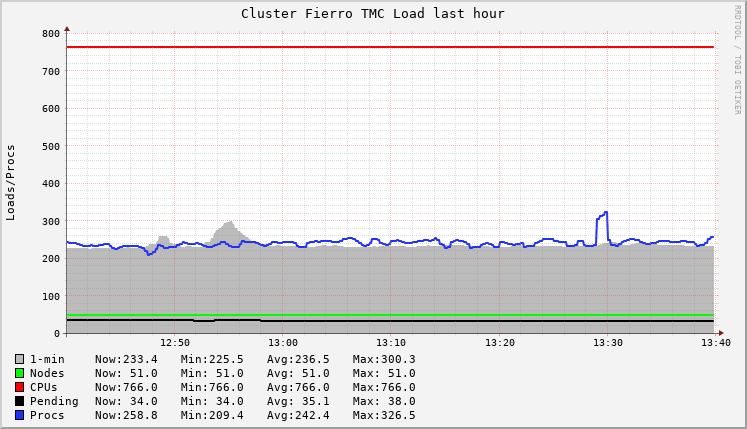 Cluster Fierro TMC Load last hour
RRDTOOL / TOBI OETIKER
Loads/Procs
800
700
600
500
400
300
200
100
0
12:50 13:00 13:10 13:20 13:30 13:40
1-min Now:233.4 Min:225.5 Avg:236.5 Max:300.3
Nodes Now: 51.0 Min: 51.0 Avg: 51.0 Max: 51.0
CPUs Now:766.0 Min:766.0 Avg:766.0 Max:766.0
Pending Now: 34.0 Min: 34.0 Avg: 35.1 Max: 38.0
Procs Now:258.8 Min:209.4 Avg:242.4 Max:326.5